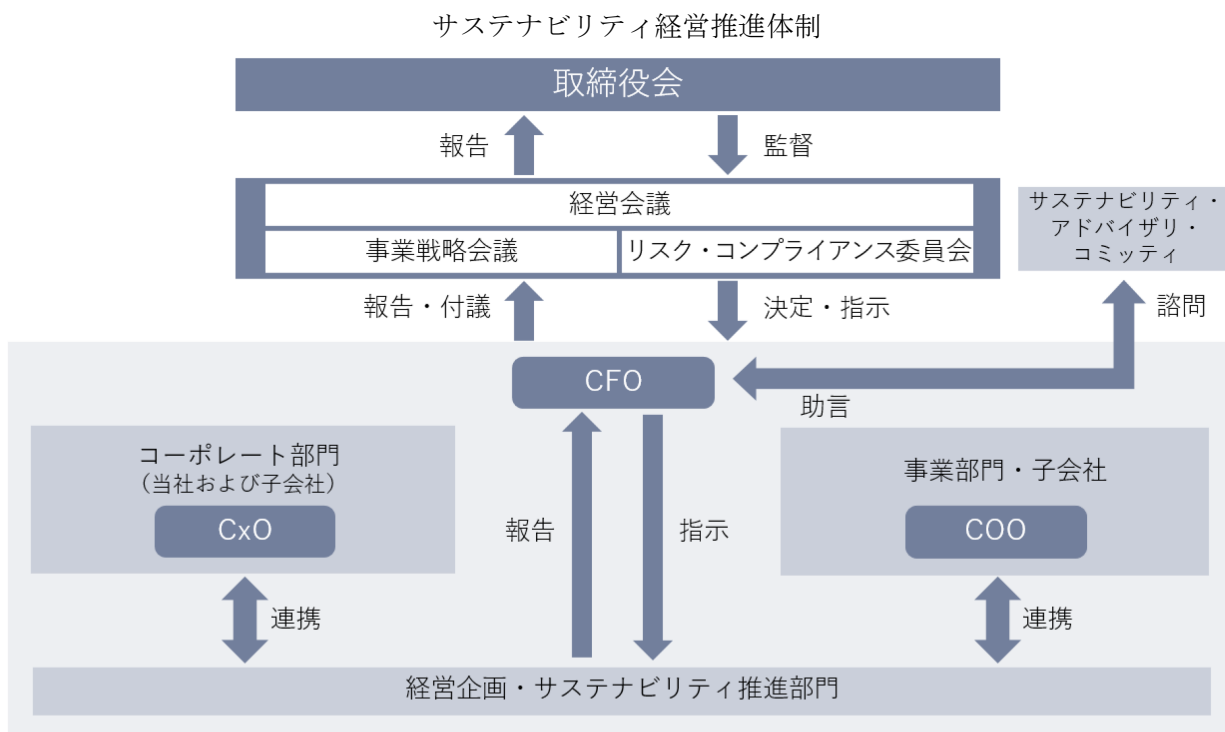 サステナビリティ経営推進体制
取締役会
報告
監督
経営会議
事業戦略会議
リスク・コンプライアンス委員会
サステナビリティ・
アドバイザリ・
コミッティ
報告・付議
決定・指示
諮問
CFO
助言
コーポレート部門
（当社および子会社）
CxO
事業部門・子会社
COO
報告
指示
連携
連携
経営企画・サステナビリティ推進部門